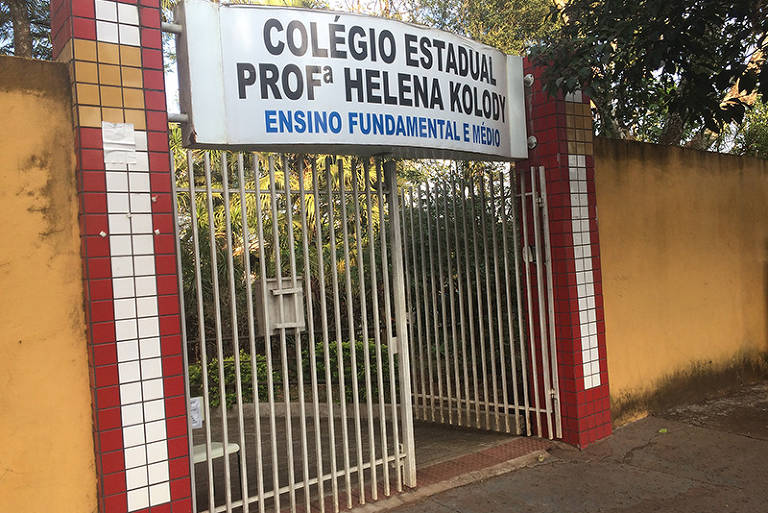 COLÉGIO ESTADUAL
PROFª HELENA KOLODY
ENSINO FUNDAMENTAL E MÉDIO